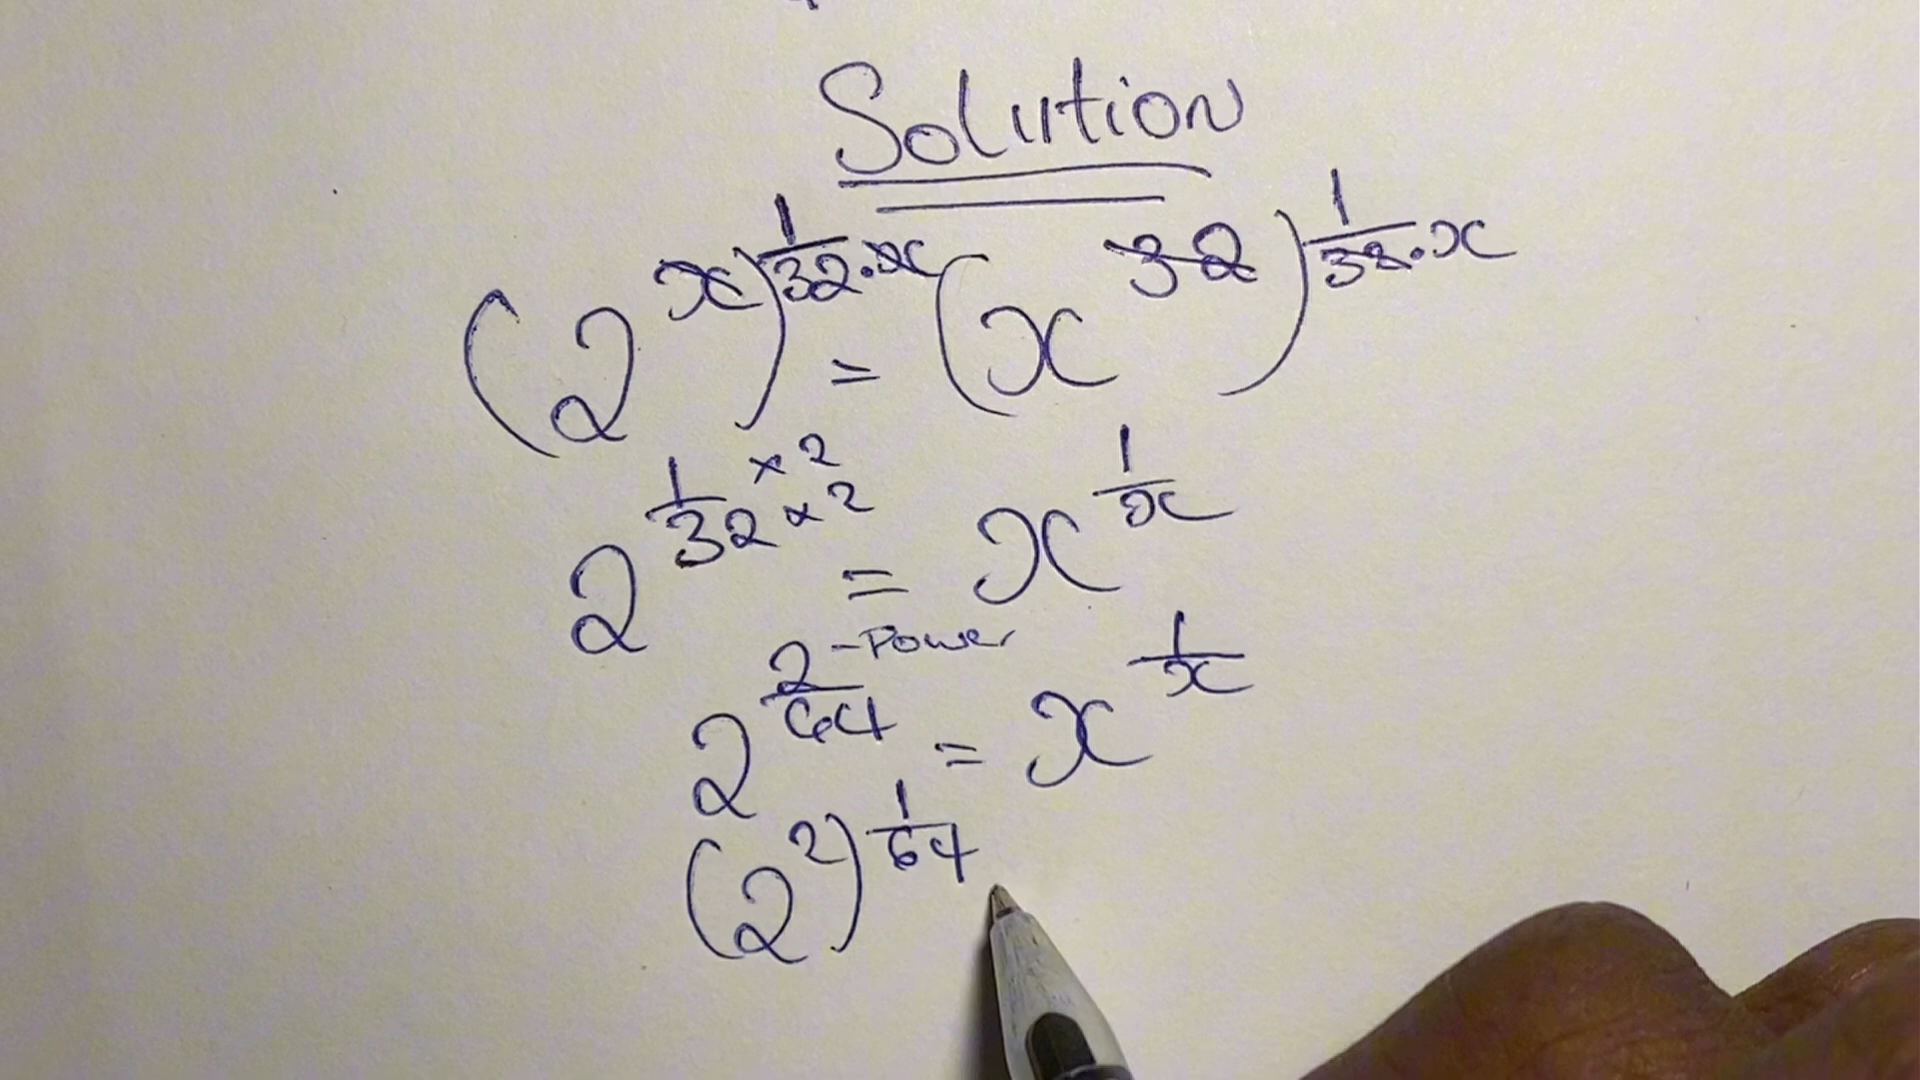 Solution
(2^x)^(1/32·x) = (x^32)^(1/32·x)
2^(1/32 ×2 ×2) = x^(1/x)
2^(2/64) - Power = x^(1/x)
(2^2)^(1/64)